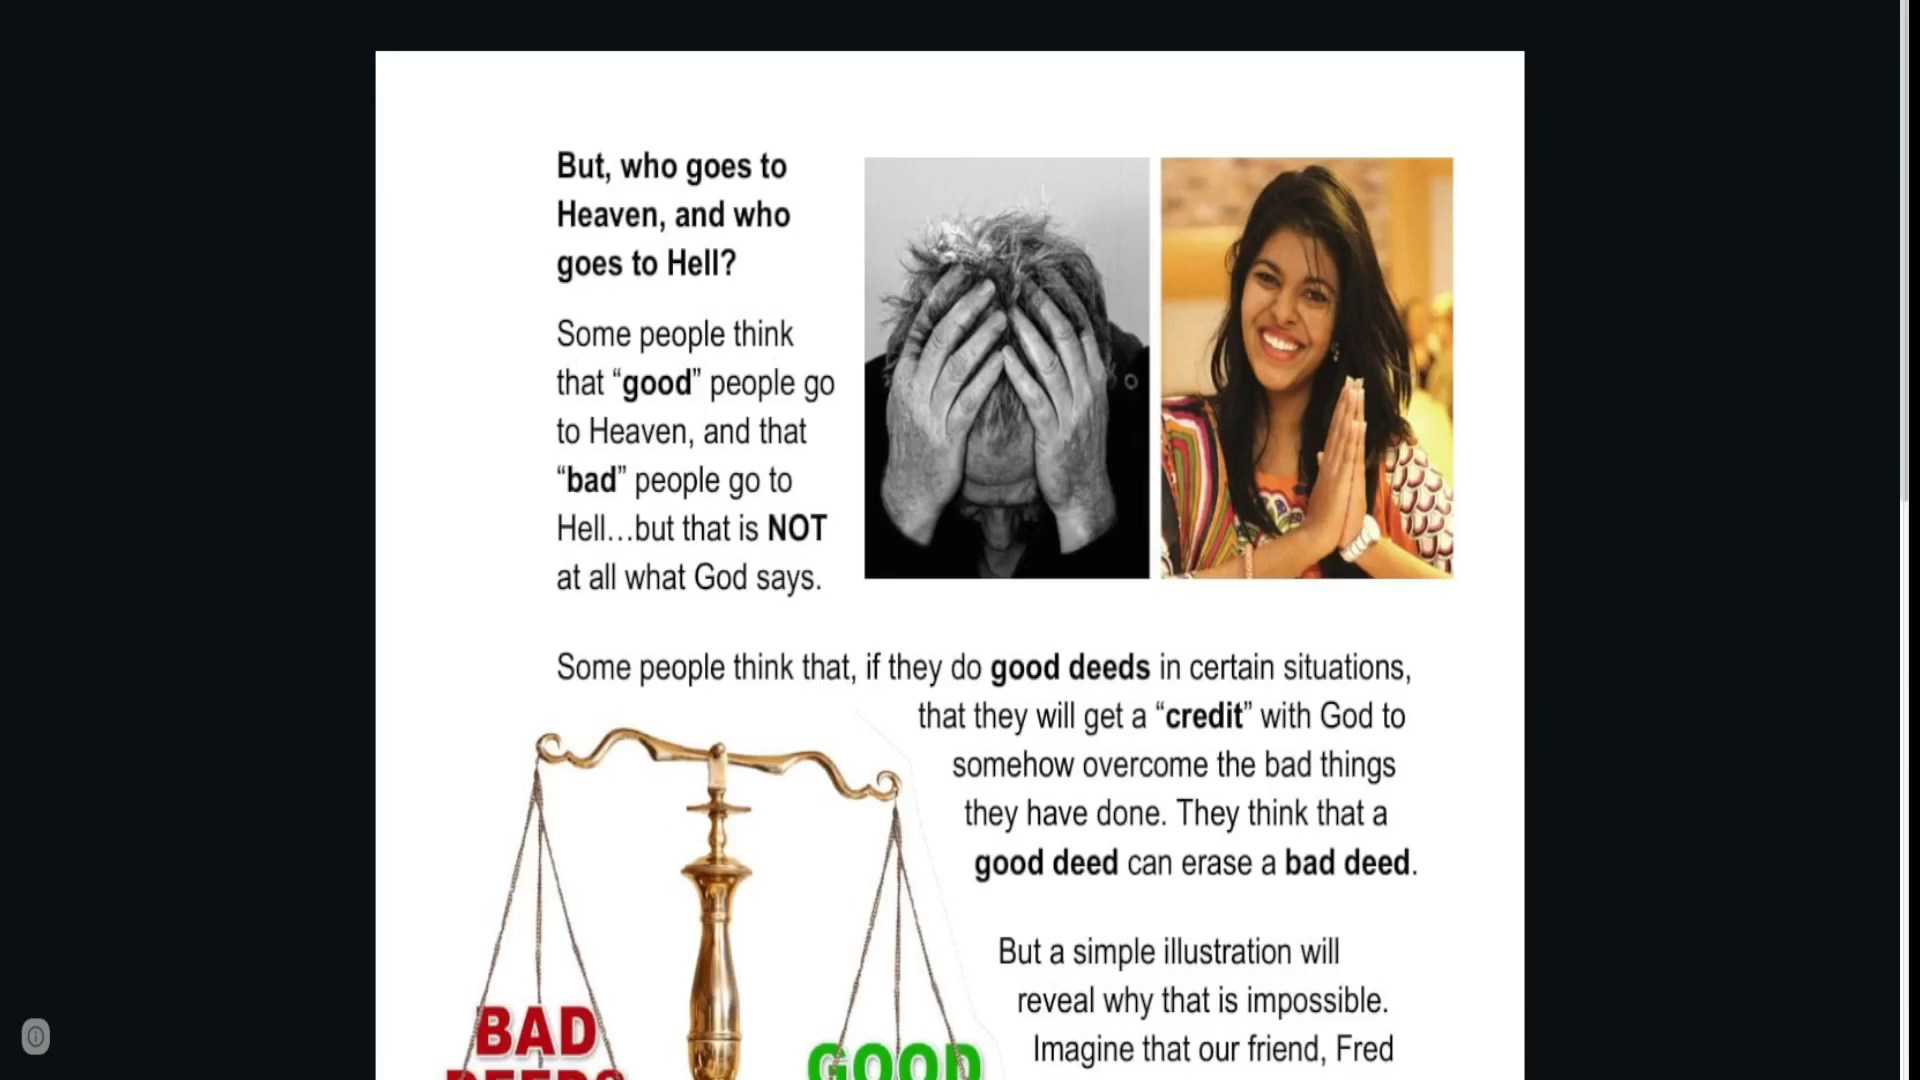 But, who goes to
Heaven, and who
goes to Hell?
Some people think
that “good” people go
to Heaven, and that
“bad” people go to
Hell…but that is NOT
at all what God says.
Some people think that, if they do good deeds in certain situations,
that they will get a “credit” with God to
somehow overcome the bad things
they have done. They think that a
good deed can erase a bad deed.
But a simple illustration will
reveal why that is impossible.
Imagine that our friend, Fred
BAD
DEEDS
GOOD